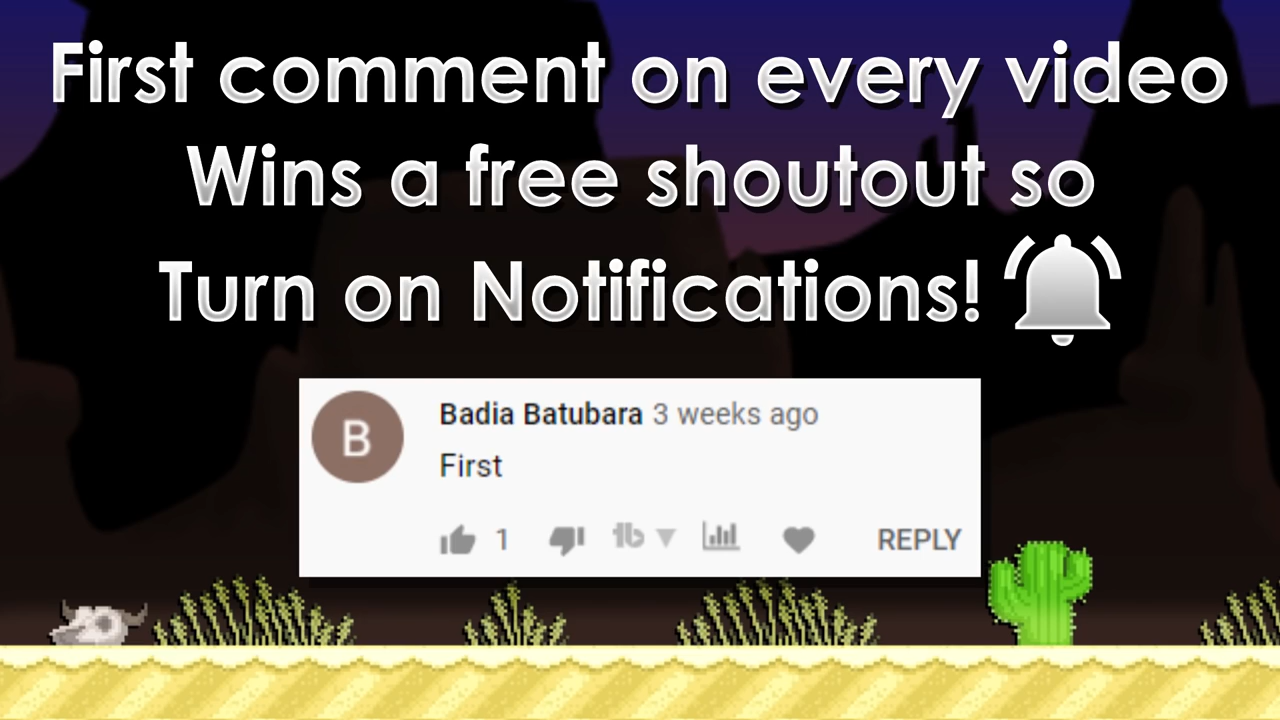 First comment on every video
Wins a free shoutout so
Turn on Notifications!
B
Badia Batubara 3 weeks ago
First
1
REPLY